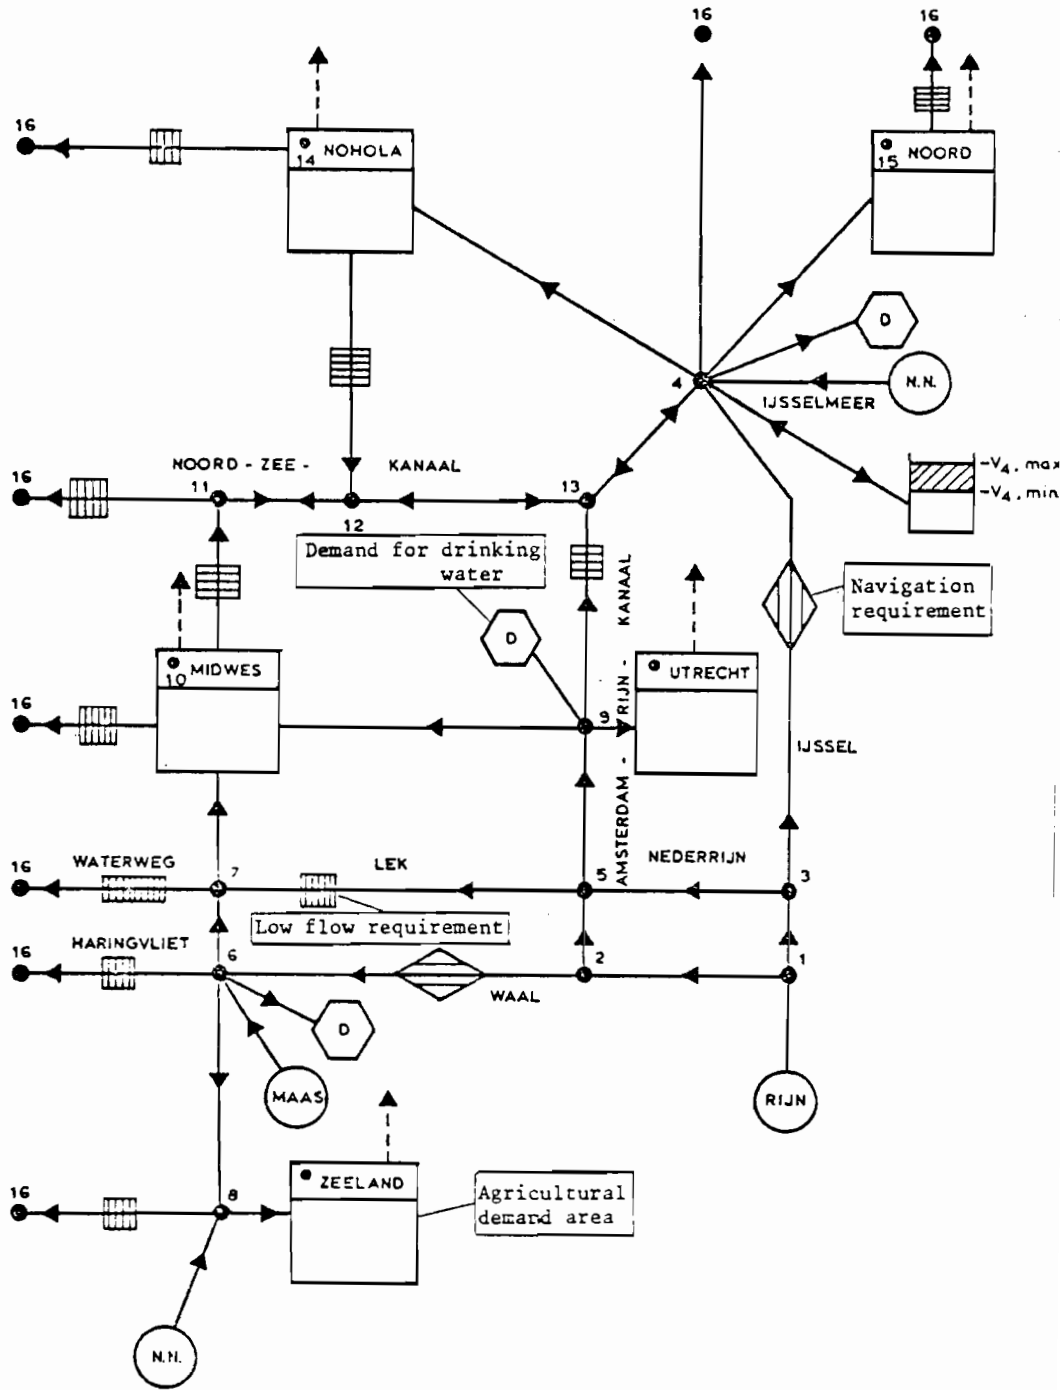 16
16
16
NOHOLA
14
NOORD
15
D
N.N.
4
IJSSELMEER
-V4, max
-V4, min
NOORD - ZEE -
KANAAL
16
11
12
13
Demand for drinking
water
D
AMSTERDAM - RIJN - KANAAL
Navigation
requirement
MIDWES
10
UTRECHT
16
9
IJSSEL
WATERWEG
16
7
LEK
5
NEDERRIJN
3
Low flow requirement
HARINGVLIET
16
6
2
1
WAAL
D
MAAS
RIJN
ZEELAND
16
8
Agricultural
demand area
N.N.